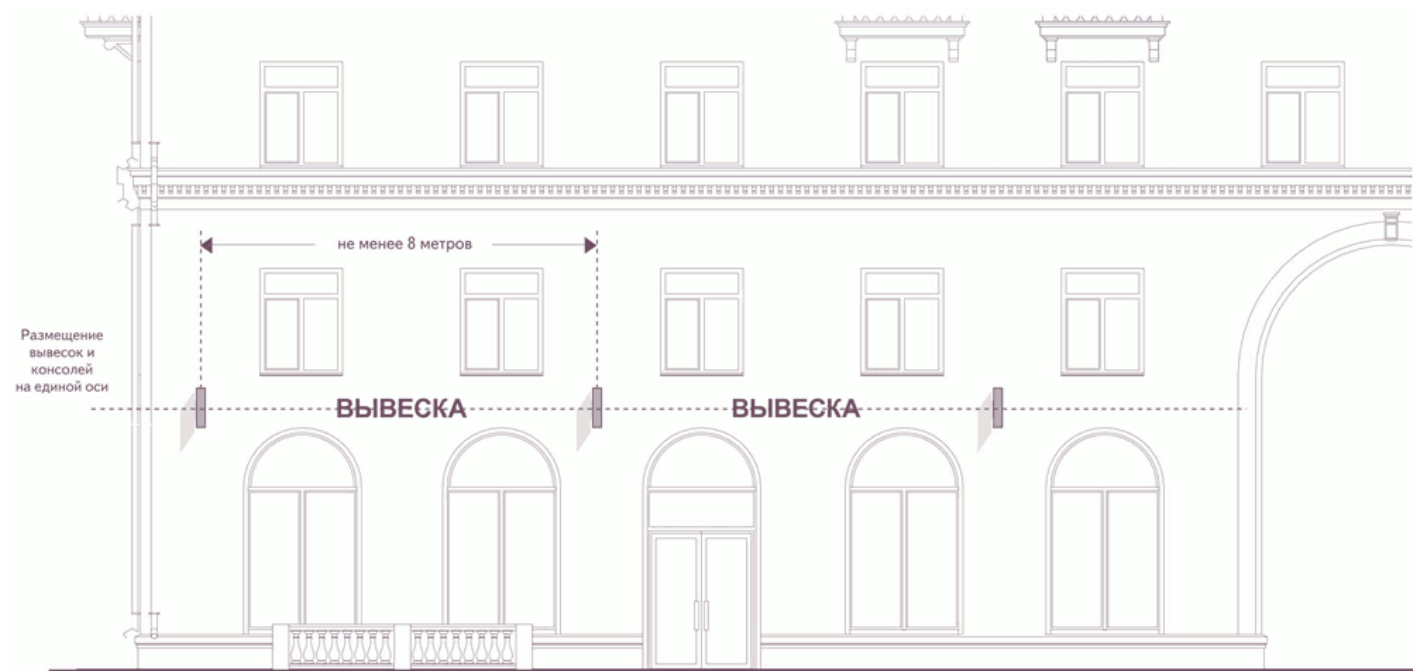 не менее 8 метров
Размещение
вывесок и
консолей
на единой оси
ВЫВЕСКА
ВЫВЕСКА